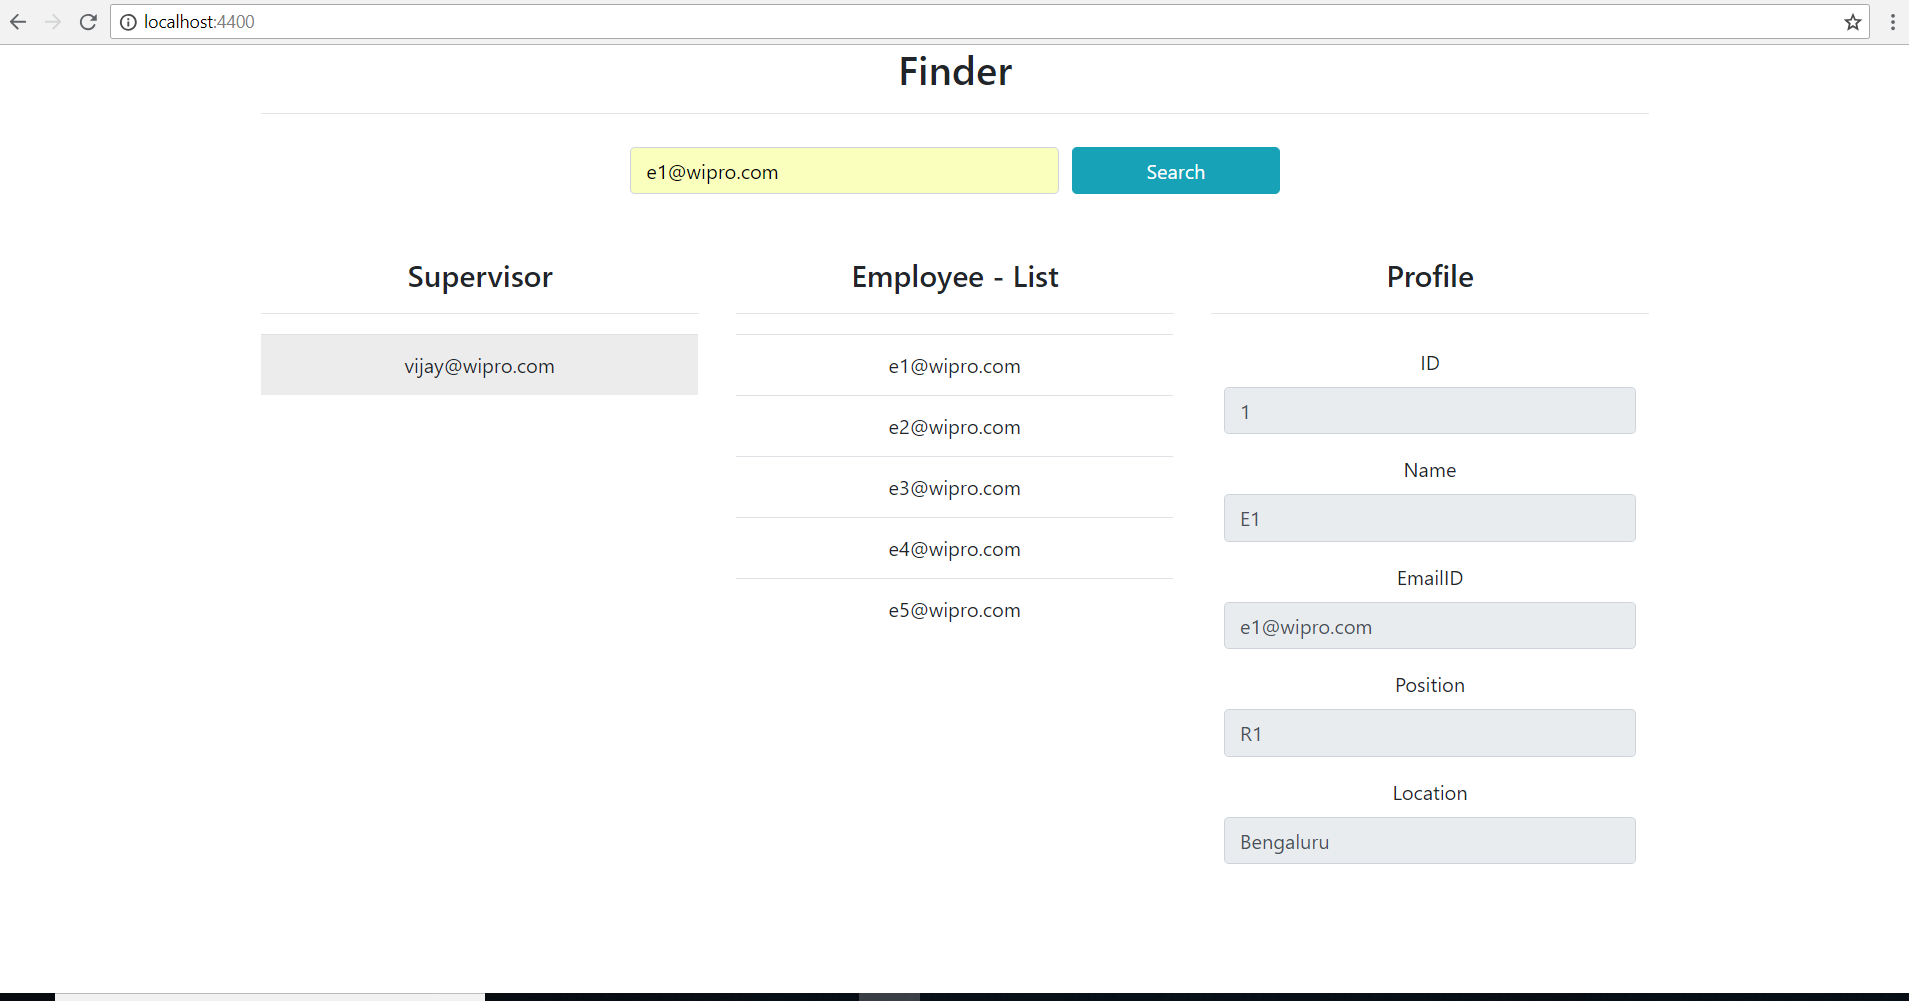 localhost:4400
Finder
e1@wipro.com
Search
Supervisor
vijay@wipro.com
Employee - List
e1@wipro.com
e2@wipro.com
e3@wipro.com
e4@wipro.com
e5@wipro.com
Profile
ID
1
Name
E1
EmailID
e1@wipro.com
Position
R1
Location
Bengaluru